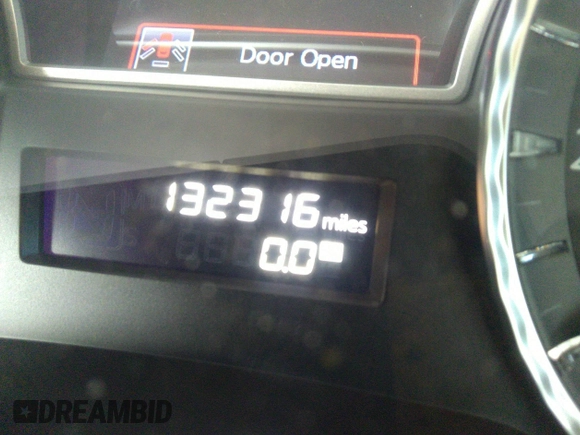 Door Open
132316 miles
0.0
DREAMBID